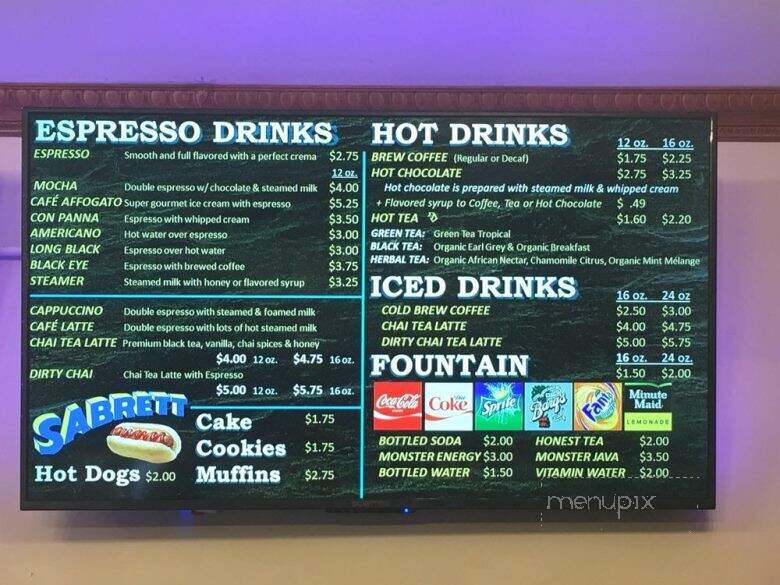 ESPRESSO DRINKS
ESPRESSO Smooth and full flavored with a perfect crema $2.75
12 oz.
MOCHA Double espresso w/ chocolate & steamed milk $4.00
CAFÉ AFFOGATO Super gourmet ice cream with espresso $5.25
CON PANNA Espresso with whipped cream $3.50
AMERICANO Hot water over espresso $3.00
LONG BLACK Espresso over hot water $3.00
BLACK EYE Espresso with brewed coffee $3.75
STEAMER Steamed milk with honey or flavored syrup $3.25
CAPPUCCINO Double espresso with steamed & foamed milk
CAFÉ LATTE Double espresso with lots of hot steamed milk
CHAI TEA LATTE Premium black tea, vanilla, chai spices & honey
$4.00 12 oz. $4.75 16 oz.
DIRTY CHAI Chai Tea Latte with Espresso
$5.00 12 oz. $5.75 16 oz.
SABRETT
Hot Dogs $2.00
Cake $1.75
Cookies $1.75
Muffins $2.75
HOT DRINKS 12 oz. 16 oz.
BREW COFFEE (Regular or Decaf) $1.75 $2.25
HOT CHOCOLATE $2.75 $3.25
Hot chocolate is prepared with steamed milk & whipped cream
+ Flavored syrup to Coffee, Tea or Hot Chocolate $ .49
HOT TEA $1.60 $2.20
GREEN TEA: Green Tea Tropical
BLACK TEA: Organic Earl Grey & Organic Breakfast
HERBAL TEA: Organic African Nectar, Chamomile Citrus, Organic Mint Mélange
ICED DRINKS 16 oz. 24 oz
COLD BREW COFFEE $2.50 $3.00
CHAI TEA LATTE $4.00 $4.75
DIRTY CHAI TEA LATTE $5.00 $5.75
FOUNTAIN 16 oz. 24 oz.
$1.50 $2.00
Coca-Cola Coke Sprite Barq's Fanta Minute Maid
LEMONADE
BOTTLED SODA $2.00 HONEST TEA $2.00
MONSTER ENERGY $3.00 MONSTER JAVA $3.50
BOTTLED WATER $1.50 VITAMIN WATER $2.00
menupix